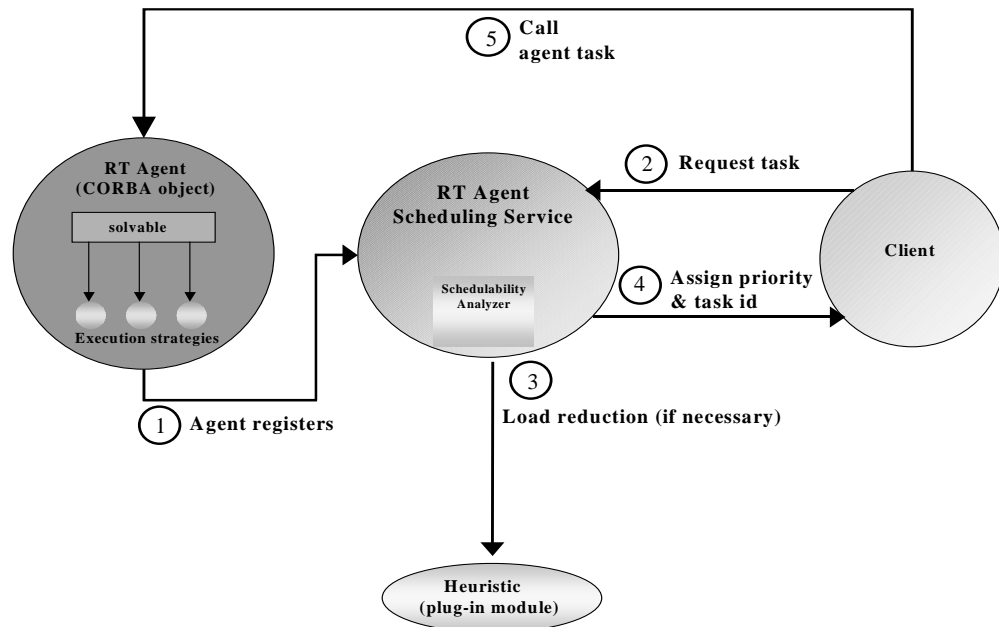 5
Call
agent task
RT Agent
(CORBA object)
solvable
Execution strategies
2
Request task
RT Agent
Scheduling Service
Schedulability
Analyzer
Client
4
Assign priority
& task id
3
Load reduction (if necessary)
1
Agent registers
Heuristic
(plug-in module)